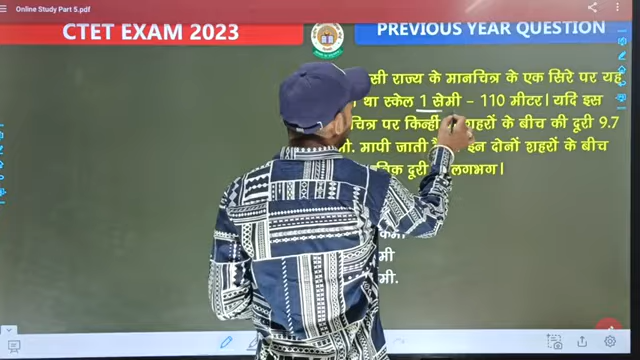 Online Study Part 5.pdf
CTET EXAM 2023
PREVIOUS YEAR QUESTION
सी राज्य के मानचित्र के एक सिरे पर यह
था स्केल 1 सेमी – 110 मीटर। यदि इस
पर किन्हीं शहरों के बीच की दूरी 9.7
मापी जाती इन दोनों शहरों के बीच
दूरी लगभग।
मी
मी.